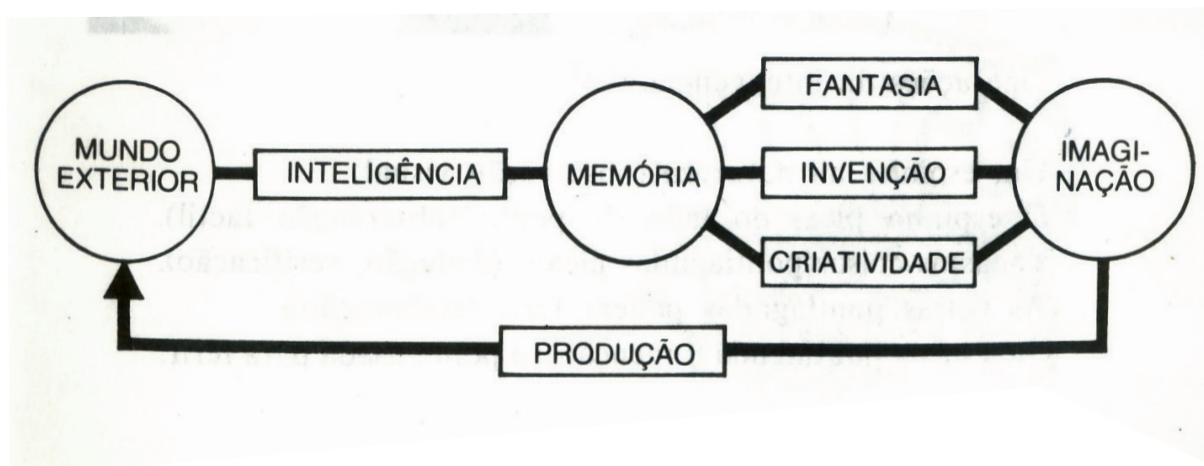 FANTASIA
MUNDO
EXTERIOR
INTELIGÊNCIA
MEMÓRIA
INVENÇÃO
IMAGI-
NAÇÃO
CRIATIVIDADE
PRODUÇÃO